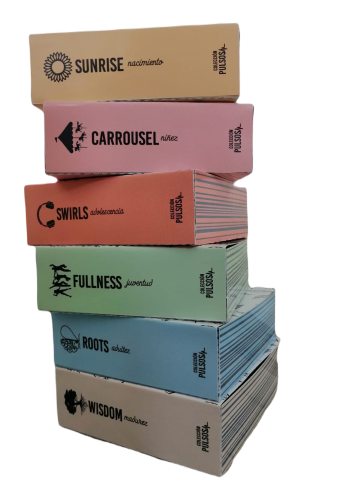 SUNRISE nacimiento
COLECCIÓN
PULSOS
CARROUSEL niñez
COLECCIÓN
PULSOS
SWIRLS adolescencia
COLECCIÓN
PULSOS
FULLNESS juventud
COLECCIÓN
PULSOS
ROOTS adultez
COLECCIÓN
PULSOS
WISDOM madurez
COLECCIÓN
PULSOS